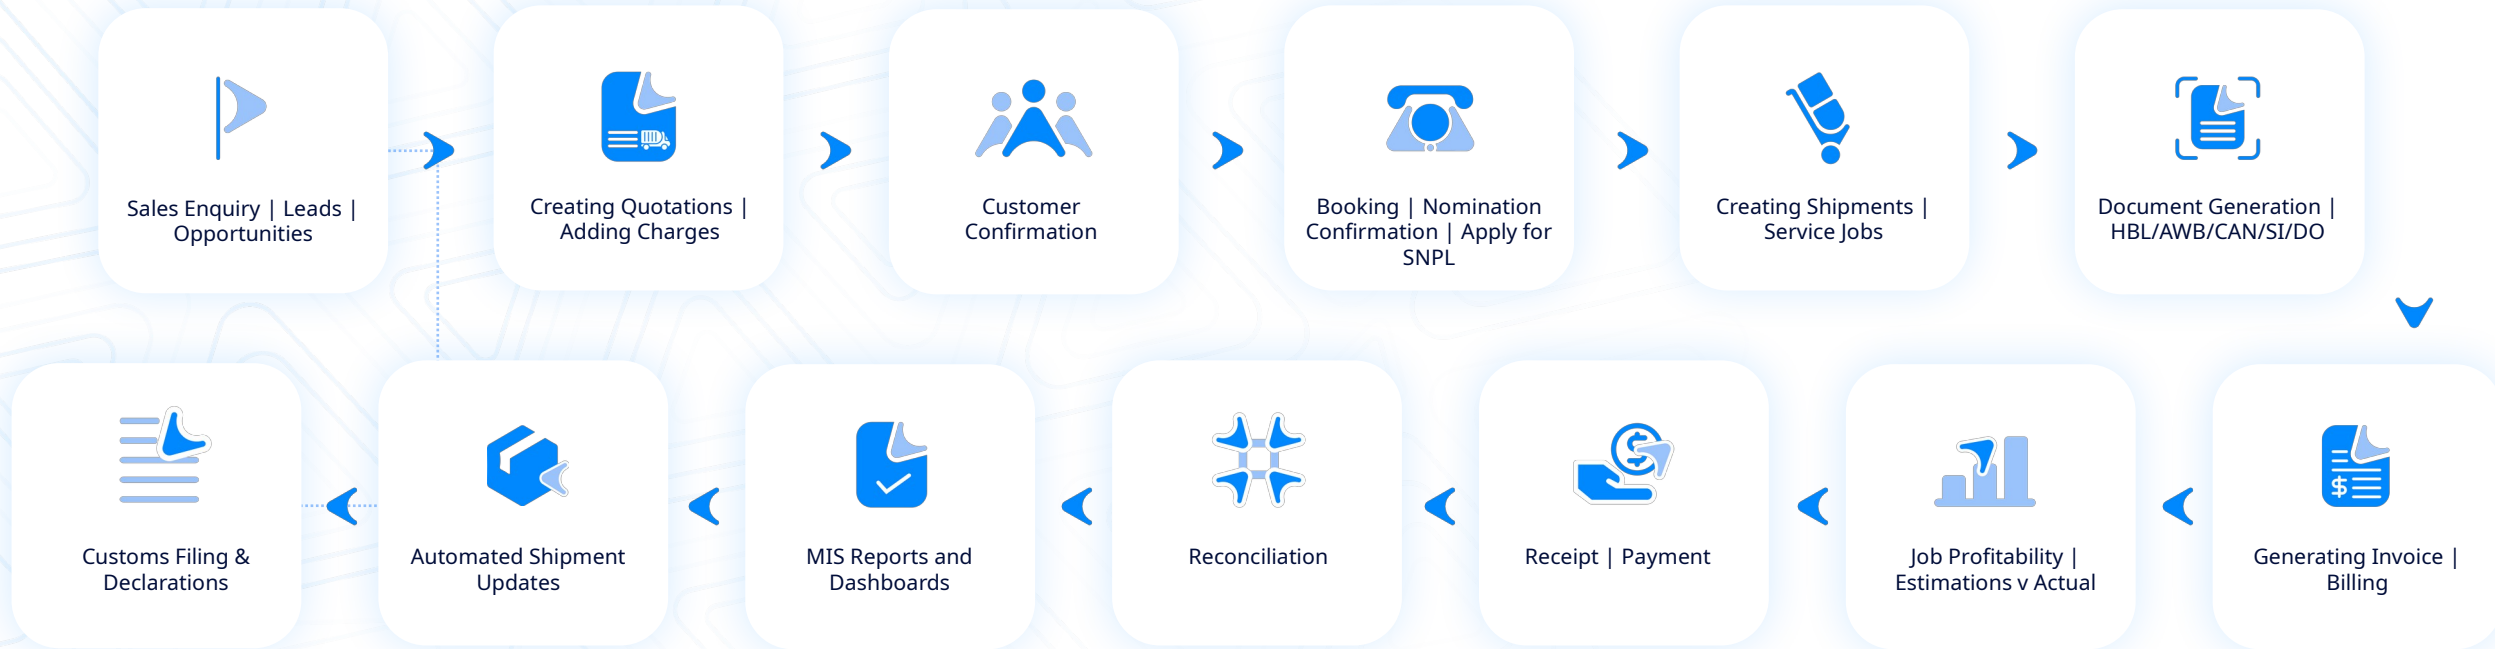 Sales Enquiry | Leads |
Opportunities
Creating Quotations |
Adding Charges
Customer
Confirmation
Booking | Nomination
Confirmation | Apply for
SNPL
Creating Shipments |
Service Jobs
Document Generation |
HBL/AWB/CAN/SI/DO
Customs Filing &
Declarations
Automated Shipment
Updates
MIS Reports and
Dashboards
Reconciliation
Receipt | Payment
Job Profitability |
Estimations v Actual
Generating Invoice |
Billing